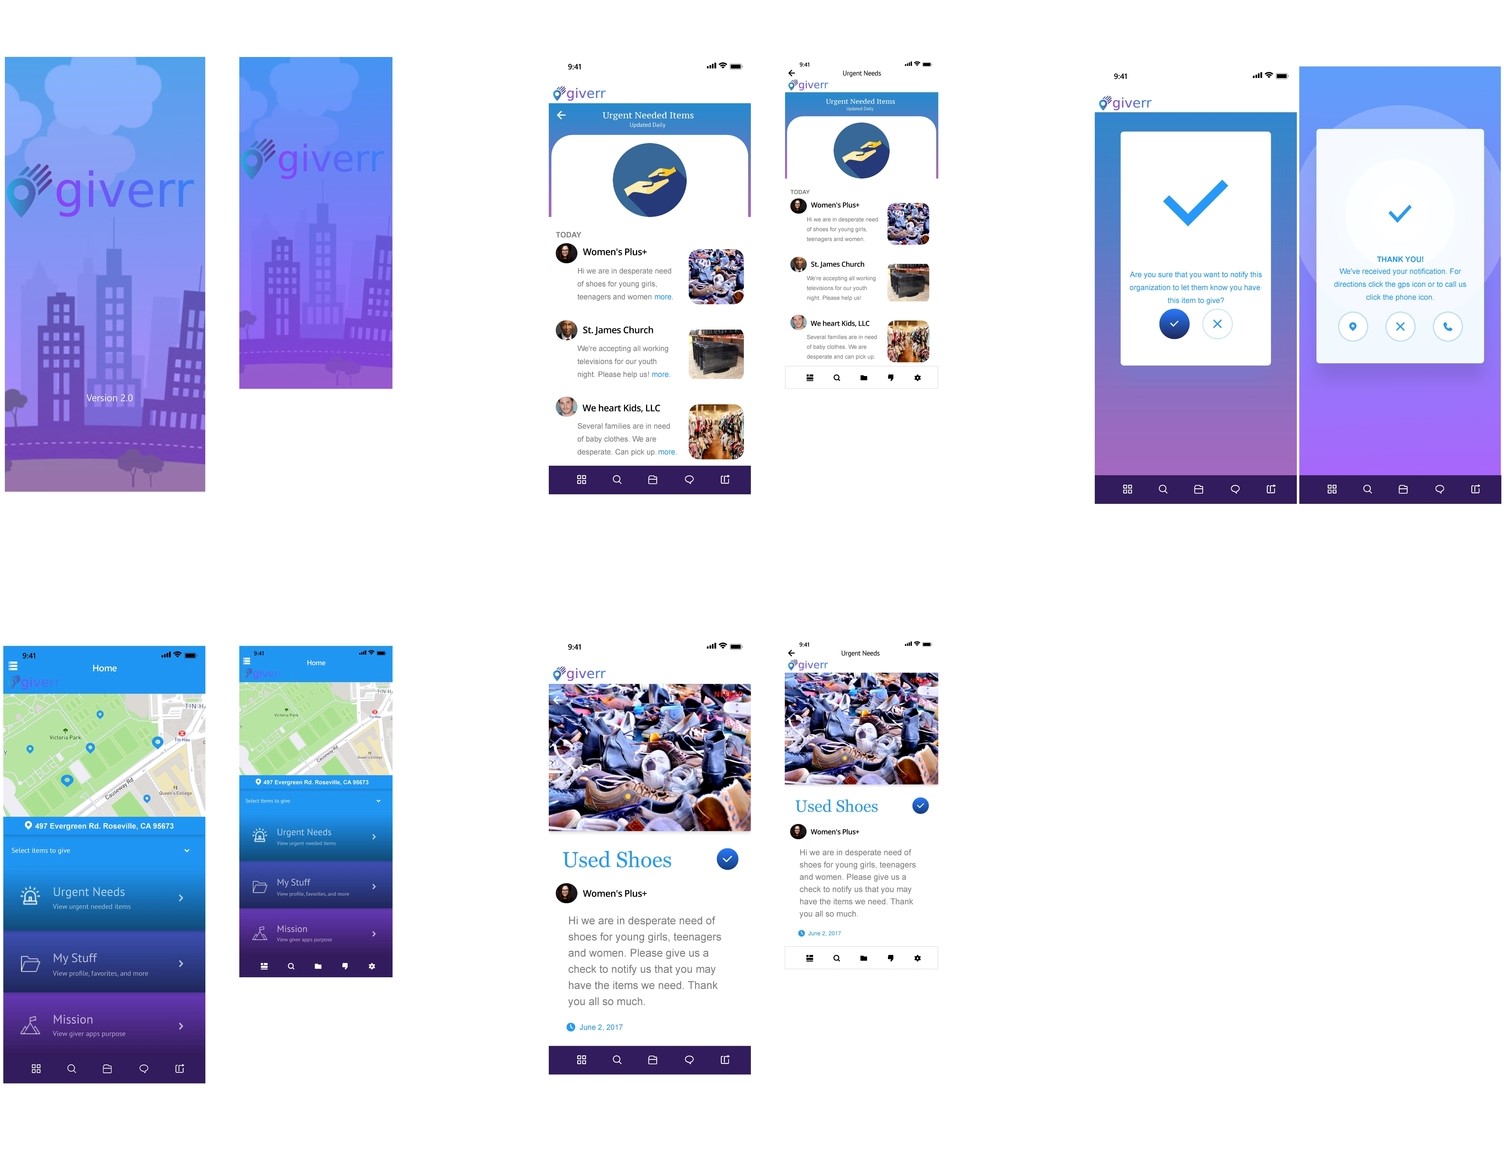 giverr
Version 2.0
giverr
9:41
giverr
Urgent Needed Items
Updated Daily
TODAY
Women's Plus+
Hi we are in desperate need
of shoes for young girls,
teenagers and women more.
St. James Church
We're accepting all working
televisions for our youth
night. Please help us! more.
We heart Kids, LLC
Several families are in need
of baby clothes. We are
desperate. Can pick up. more.
9:41
Urgent Needs
giverr
Urgent Needed Items
Updated Daily
TODAY
Women's Plus+
Hi we are in desperate need
of shoes for young girls,
teenagers and women.
St. James Church
We're accepting all working
televisions for our youth
night. Please help us!
We heart Kids, LLC
Several families are in need
of baby clothes. We are
desperate and can pick up.
9:41
giverr
Are you sure that you want to notify this
organization to let them know you have
this item to give?
THANK YOU!
We've received your notification. For
directions click the gps icon or to call us
click the phone icon.
9:41
Home
giverr
Victoria Park
TIN HA
Tin Hau
Causeway Rd
Queen's College
497 Evergreen Rd. Roseville, CA 95673
Select items to give
Urgent Needs
View urgent needed items
My Stuff
View profile, favorites, and more
Mission
View giver apps purpose
9:41
Home
giverr
Victoria Park
TIN H
Tin Hau
Causeway Rd
Queen's College
497 Evergreen Rd. Roseville, CA 95673
Select items to give
Urgent Needs
View urgent needed items
My Stuff
View profile, favorites, and more
Mission
View giver apps purpose
9:41
giverr
Used Shoes
Women's Plus+
Hi we are in desperate need of
shoes for young girls, teenagers
and women. Please give us a
check to notify us that you may
have the items we need. Thank
you all so much.
June 2, 2017
9:41
Urgent Needs
giverr
Used Shoes
Women's Plus+
Hi we are in desperate need of
shoes for young girls, teenagers
and women. Please give us a
check to notify us that you may
have the items we need. Thank
you all so much.
June 2, 2017